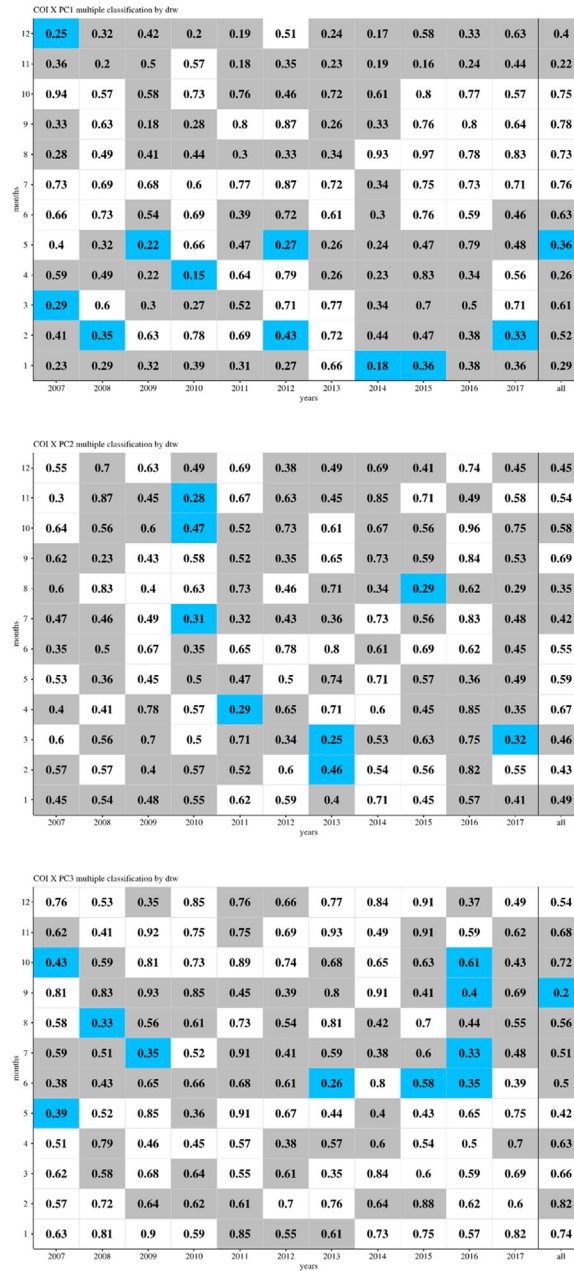 COI X PC1 multiple classification by dtw
12 0.25 0.32 0.42 0.2 0.19 0.51 0.24 0.17 0.58 0.33 0.63 0.4
11 0.36 0.2 0.5 0.57 0.18 0.35 0.23 0.19 0.16 0.24 0.44 0.22
10 0.94 0.57 0.58 0.73 0.76 0.46 0.72 0.61 0.8 0.77 0.57 0.75
9 0.33 0.63 0.18 0.28 0.8 0.87 0.26 0.33 0.76 0.8 0.64 0.78
8 0.28 0.49 0.41 0.44 0.3 0.33 0.34 0.93 0.97 0.78 0.83 0.73
7 0.73 0.69 0.68 0.6 0.77 0.87 0.72 0.34 0.75 0.73 0.71 0.76
months
6 0.66 0.73 0.54 0.69 0.39 0.72 0.61 0.3 0.76 0.59 0.46 0.63
5 0.4 0.32 0.22 0.66 0.47 0.27 0.26 0.24 0.47 0.79 0.48 0.36
4 0.59 0.49 0.22 0.15 0.64 0.79 0.26 0.23 0.83 0.34 0.56 0.26
3 0.29 0.6 0.3 0.27 0.52 0.71 0.77 0.34 0.7 0.5 0.71 0.61
2 0.41 0.35 0.63 0.78 0.69 0.43 0.72 0.44 0.47 0.38 0.33 0.52
1 0.23 0.29 0.32 0.39 0.31 0.27 0.66 0.18 0.36 0.38 0.36 0.29
2007 2008 2009 2010 2011 2012 2013 2014 2015 2016 2017 all
years
COI X PC2 multiple classification by dtw
12 0.55 0.7 0.63 0.49 0.69 0.38 0.49 0.69 0.41 0.74 0.45 0.45
11 0.3 0.87 0.45 0.28 0.67 0.63 0.45 0.85 0.71 0.49 0.58 0.54
10 0.64 0.56 0.6 0.47 0.52 0.73 0.61 0.67 0.56 0.96 0.75 0.58
9 0.62 0.23 0.43 0.58 0.52 0.35 0.65 0.73 0.59 0.84 0.53 0.69
8 0.6 0.83 0.4 0.63 0.73 0.46 0.71 0.34 0.29 0.62 0.29 0.35
7 0.47 0.46 0.49 0.31 0.32 0.43 0.36 0.73 0.56 0.83 0.48 0.42
months
6 0.35 0.5 0.67 0.35 0.65 0.78 0.8 0.61 0.69 0.62 0.45 0.55
5 0.53 0.36 0.45 0.5 0.47 0.5 0.74 0.71 0.57 0.36 0.49 0.59
4 0.4 0.41 0.78 0.57 0.29 0.65 0.71 0.6 0.45 0.85 0.35 0.67
3 0.6 0.56 0.7 0.5 0.71 0.34 0.25 0.53 0.63 0.75 0.32 0.46
2 0.57 0.57 0.4 0.57 0.52 0.6 0.46 0.54 0.56 0.82 0.55 0.43
1 0.45 0.54 0.48 0.55 0.62 0.59 0.4 0.71 0.45 0.57 0.41 0.49
2007 2008 2009 2010 2011 2012 2013 2014 2015 2016 2017 all
years
COI X PC3 multiple classification by dtw
12 0.76 0.53 0.35 0.85 0.76 0.66 0.77 0.84 0.91 0.37 0.49 0.54
11 0.62 0.41 0.92 0.75 0.75 0.69 0.93 0.49 0.91 0.59 0.62 0.68
10 0.43 0.59 0.81 0.73 0.89 0.74 0.68 0.65 0.63 0.61 0.43 0.72
9 0.81 0.83 0.93 0.85 0.45 0.39 0.8 0.91 0.41 0.4 0.69 0.2
8 0.58 0.33 0.56 0.61 0.73 0.54 0.81 0.42 0.7 0.44 0.55 0.56
7 0.59 0.51 0.35 0.52 0.91 0.41 0.59 0.38 0.6 0.33 0.48 0.51
months
6 0.38 0.43 0.65 0.66 0.68 0.61 0.26 0.8 0.58 0.35 0.39 0.5
5 0.39 0.52 0.85 0.36 0.91 0.67 0.44 0.4 0.43 0.65 0.75 0.42
4 0.51 0.79 0.46 0.45 0.57 0.38 0.57 0.6 0.54 0.5 0.7 0.63
3 0.62 0.58 0.68 0.64 0.55 0.61 0.35 0.84 0.6 0.59 0.69 0.66
2 0.57 0.72 0.64 0.62 0.61 0.7 0.76 0.64 0.88 0.62 0.6 0.82
1 0.63 0.81 0.9 0.59 0.85 0.55 0.61 0.73 0.75 0.57 0.82 0.74
2007 2008 2009 2010 2011 2012 2013 2014 2015 2016 2017 all
years